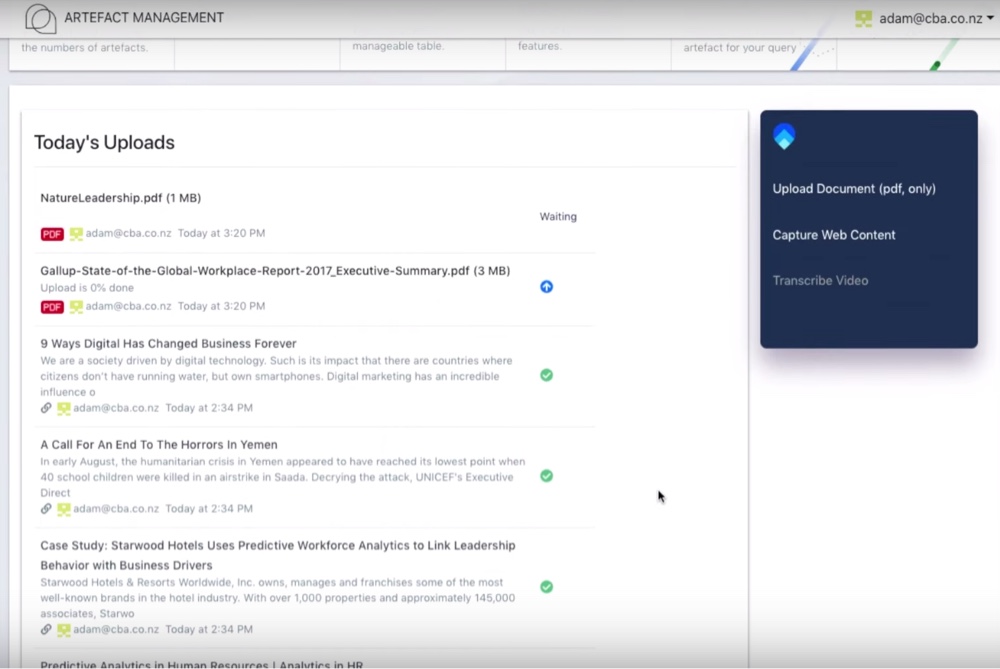 ARTEFACT MANAGEMENT
adam@cba.co.nz
the numbers of artefacts.
manageable table.
features.
artefact for your query
Today's Uploads
NatureLeadership.pdf (1 MB)
Waiting
PDF adam@cba.co.nz Today at 3:20 PM
Gallup-State-of-the-Global-Workplace-Report-2017_Executive-Summary.pdf (3 MB)
Upload is 0% done
PDF adam@cba.co.nz Today at 3:20 PM
9 Ways Digital Has Changed Business Forever
We are a society driven by digital technology. Such is its impact that there are countries where
citizens don't have running water, but own smartphones. Digital marketing has an incredible
influence o
adam@cba.co.nz Today at 2:34 PM
A Call For An End To The Horrors In Yemen
In early August, the humanitarian crisis in Yemen appeared to have reached its lowest point when
40 school children were killed in an airstrike in Saada. Decrying the attack, UNICEF's Executive
Direct
adam@cba.co.nz Today at 2:34 PM
Case Study: Starwood Hotels Uses Predictive Workforce Analytics to Link Leadership
Behavior with Business Drivers
Starwood Hotels & Resorts Worldwide, Inc. owns, manages and franchises some of the most
well-known brands in the hotel industry. With over 1,000 properties and approximately 145,000
associates, Starwo
adam@cba.co.nz Today at 2:34 PM
Predictive Analytics in Human Resources | Analytics in HR
Upload Document (pdf, only)
Capture Web Content
Transcribe Video